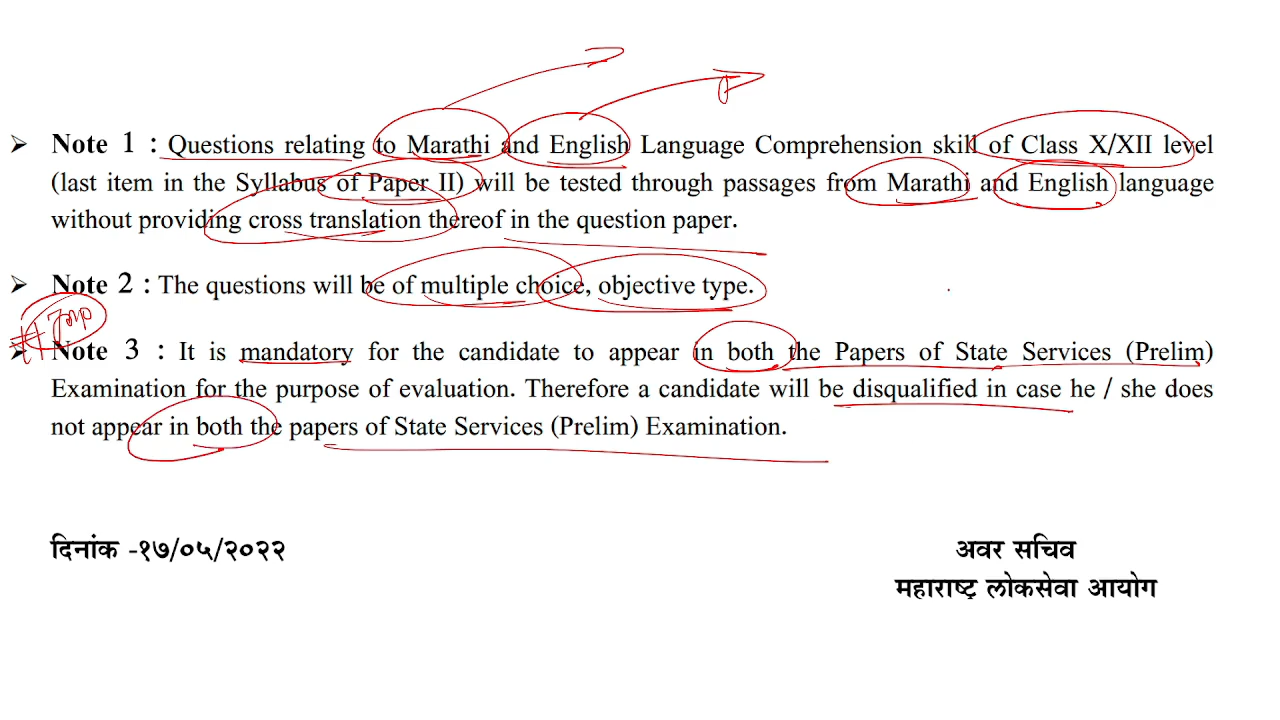 ➢ Note 1 : Questions relating to Marathi and English Language Comprehension skill of Class X/XII level
(last item in the Syllabus of Paper II) will be tested through passages from Marathi and English language
without providing cross translation thereof in the question paper.
➢ Note 2 : The questions will be of multiple choice, objective type.
Imp
➢ Note 3 : It is mandatory for the candidate to appear in both the Papers of State Services (Prelim)
Examination for the purpose of evaluation. Therefore a candidate will be disqualified in case he / she does
not appear in both the papers of State Services (Prelim) Examination.
दिनांक -१७/०५/२०२२
अवर सचिव
महाराष्ट्र लोकसेवा आयोग